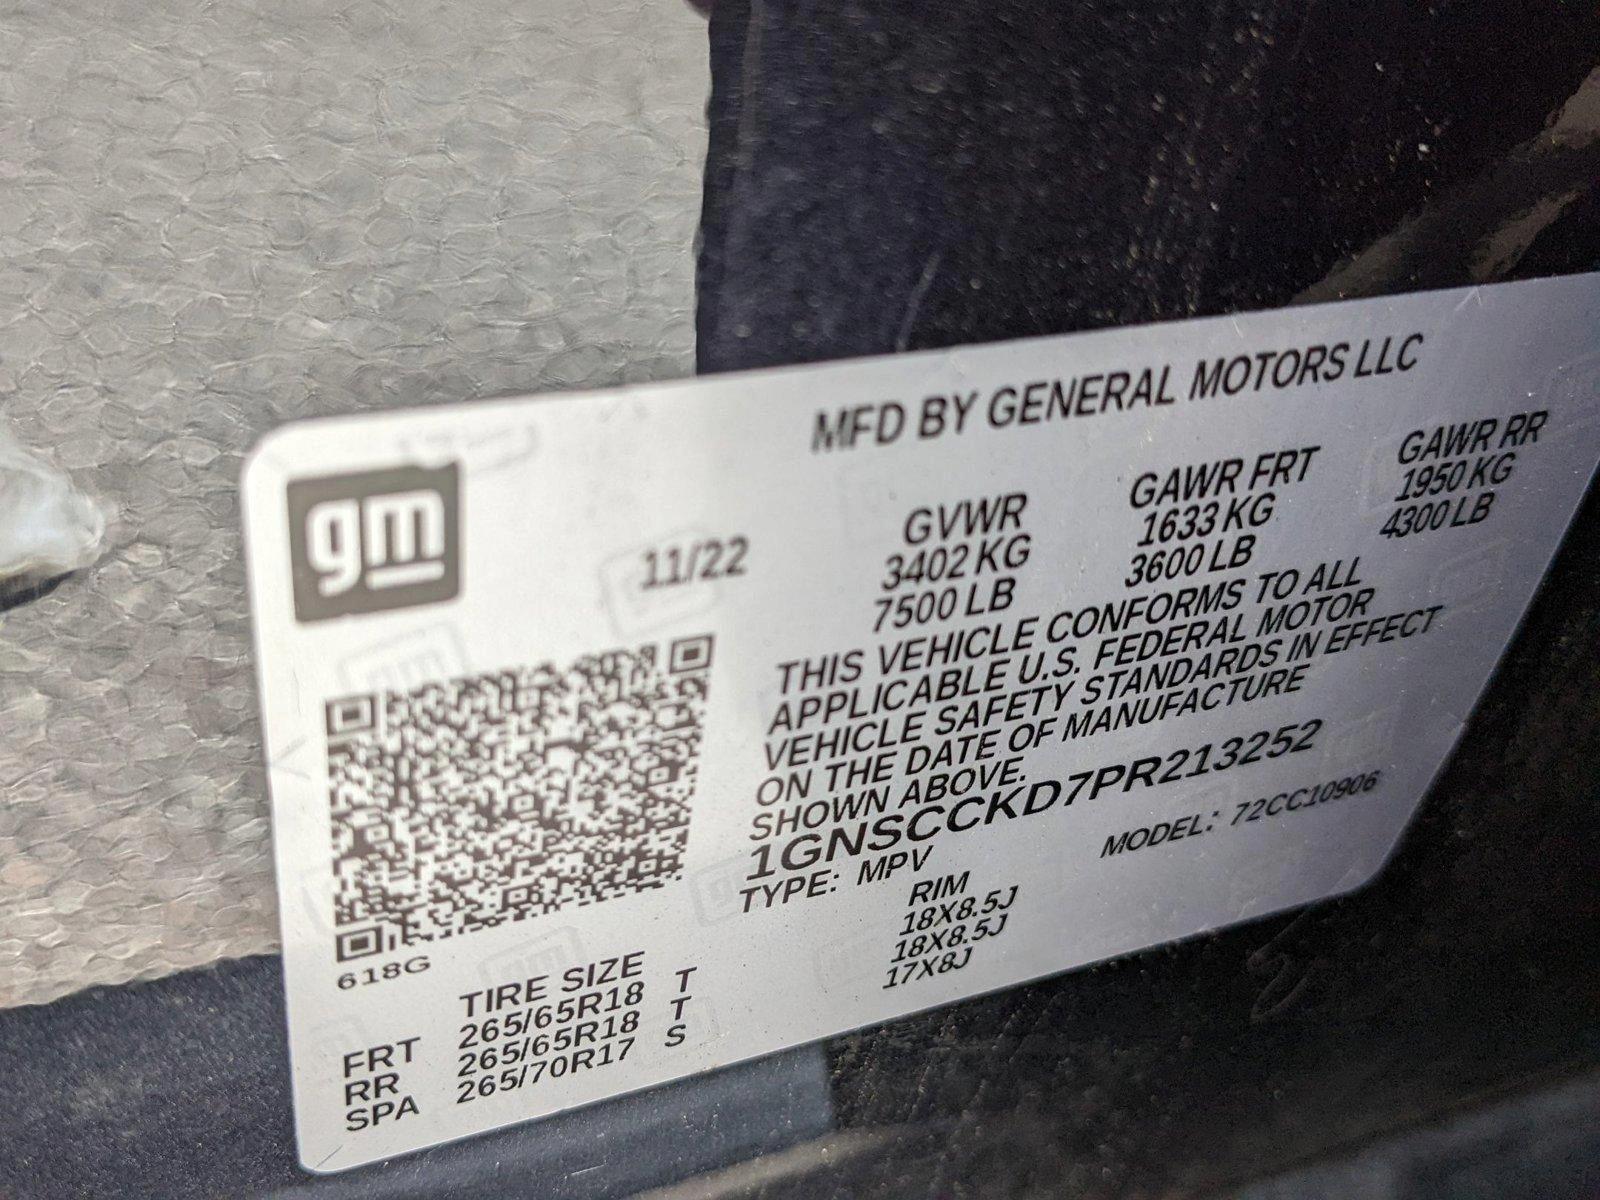 MFD BY GENERAL MOTORS LLC
gm
11/22
GVWR GAWR FRT GAWR RR
3402 KG 1633 KG 1950 KG
7500 LB 3600 LB 4300 LB
THIS VEHICLE CONFORMS TO ALL
APPLICABLE U.S. FEDERAL MOTOR
VEHICLE SAFETY STANDARDS IN EFFECT
ON THE DATE OF MANUFACTURE
SHOWN ABOVE.
1GNSCCKD7PR213252
TYPE: MPV MODEL: 72CC10906
618G
TIRE SIZE RIM
FRT 265/65R18 T 18X8.5J
RR 265/65R18 T 18X8.5J
SPA 265/70R17 S 17X8J